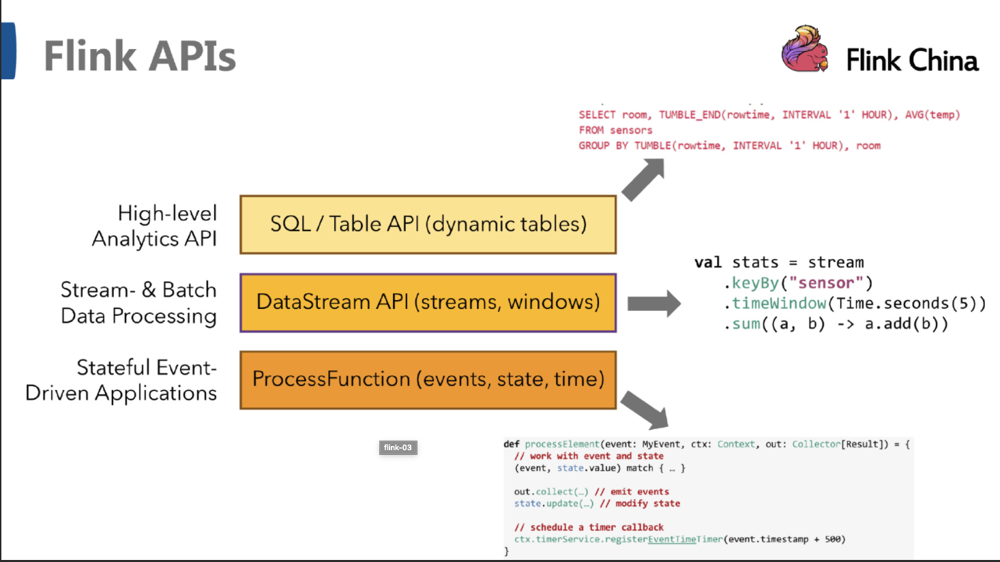 Flink APIs
Flink China
SELECT room, TUMBLE_END(rowtime, INTERVAL '1' HOUR), AVG(temp)
FROM sensors
GROUP BY TUMBLE(rowtime, INTERVAL '1' HOUR), room
High-level
Analytics API
SQL / Table API (dynamic tables)
Stream- & Batch
Data Processing
DataStream API (streams, windows)
val stats = stream
.keyBy("sensor")
.timeWindow(Time.seconds(5))
.sum((a, b) -> a.add(b))
Stateful Event-
Driven Applications
ProcessFunction (events, state, time)
flink-03
def processElement(event: MyEvent, ctx: Context, out: Collector[Result]) = {
// work with event and state
(event, state.value) match { … }
out.collect(…) // emit events
state.update(…) // modify state
// schedule a timer callback
ctx.timerService.registerEventTimeTimer(event.timestamp + 500)
}